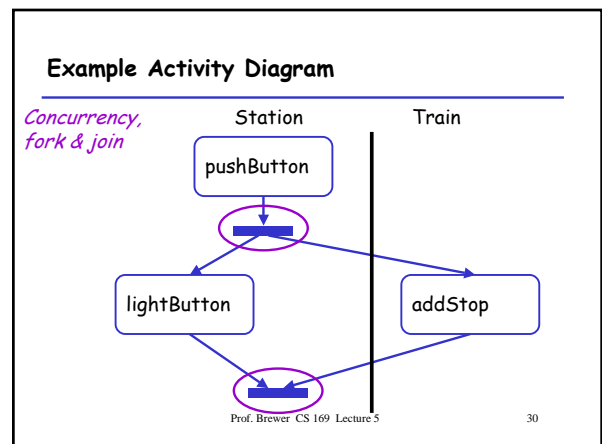 Example Activity Diagram
Concurrency,
fork & join
Station
Train
pushButton
lightButton
addStop
Prof. Brewer CS 169 Lecture 5
30